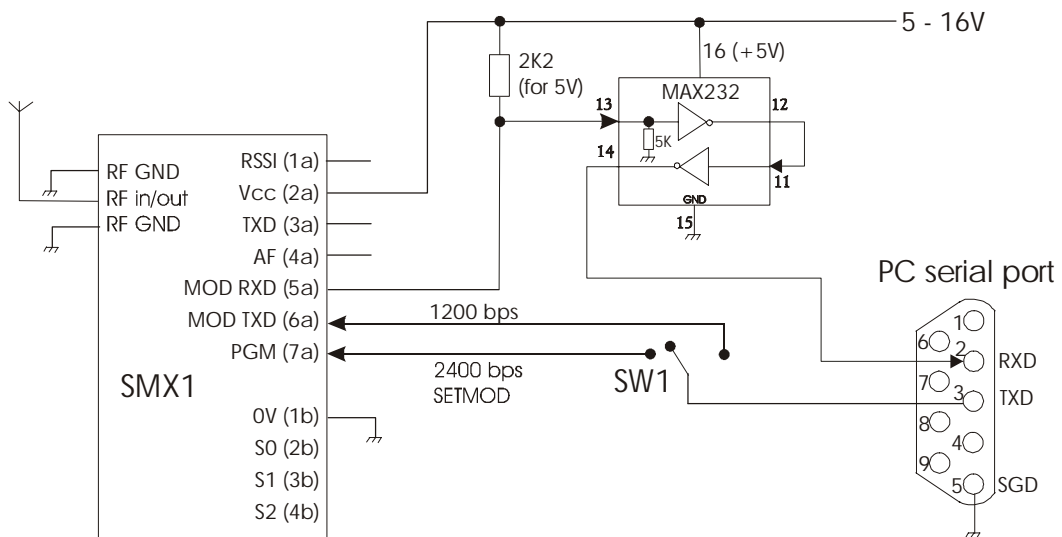 5 - 16V
2K2
(for 5V)
16 (+5V)
MAX232
13
12
5K
14
11
GND
15
RF GND
RF in/out
RF GND
RSSI (1a)
Vcc (2a)
TXD (3a)
AF (4a)
MOD RXD (5a)
MOD TXD (6a)
PGM (7a)
SMX1
0V (1b)
S0 (2b)
S1 (3b)
S2 (4b)
1200 bps
2400 bps
SETMOD
SW1
PC serial port
1
6
2
RXD
7
3
TXD
8
4
9
5
SGD